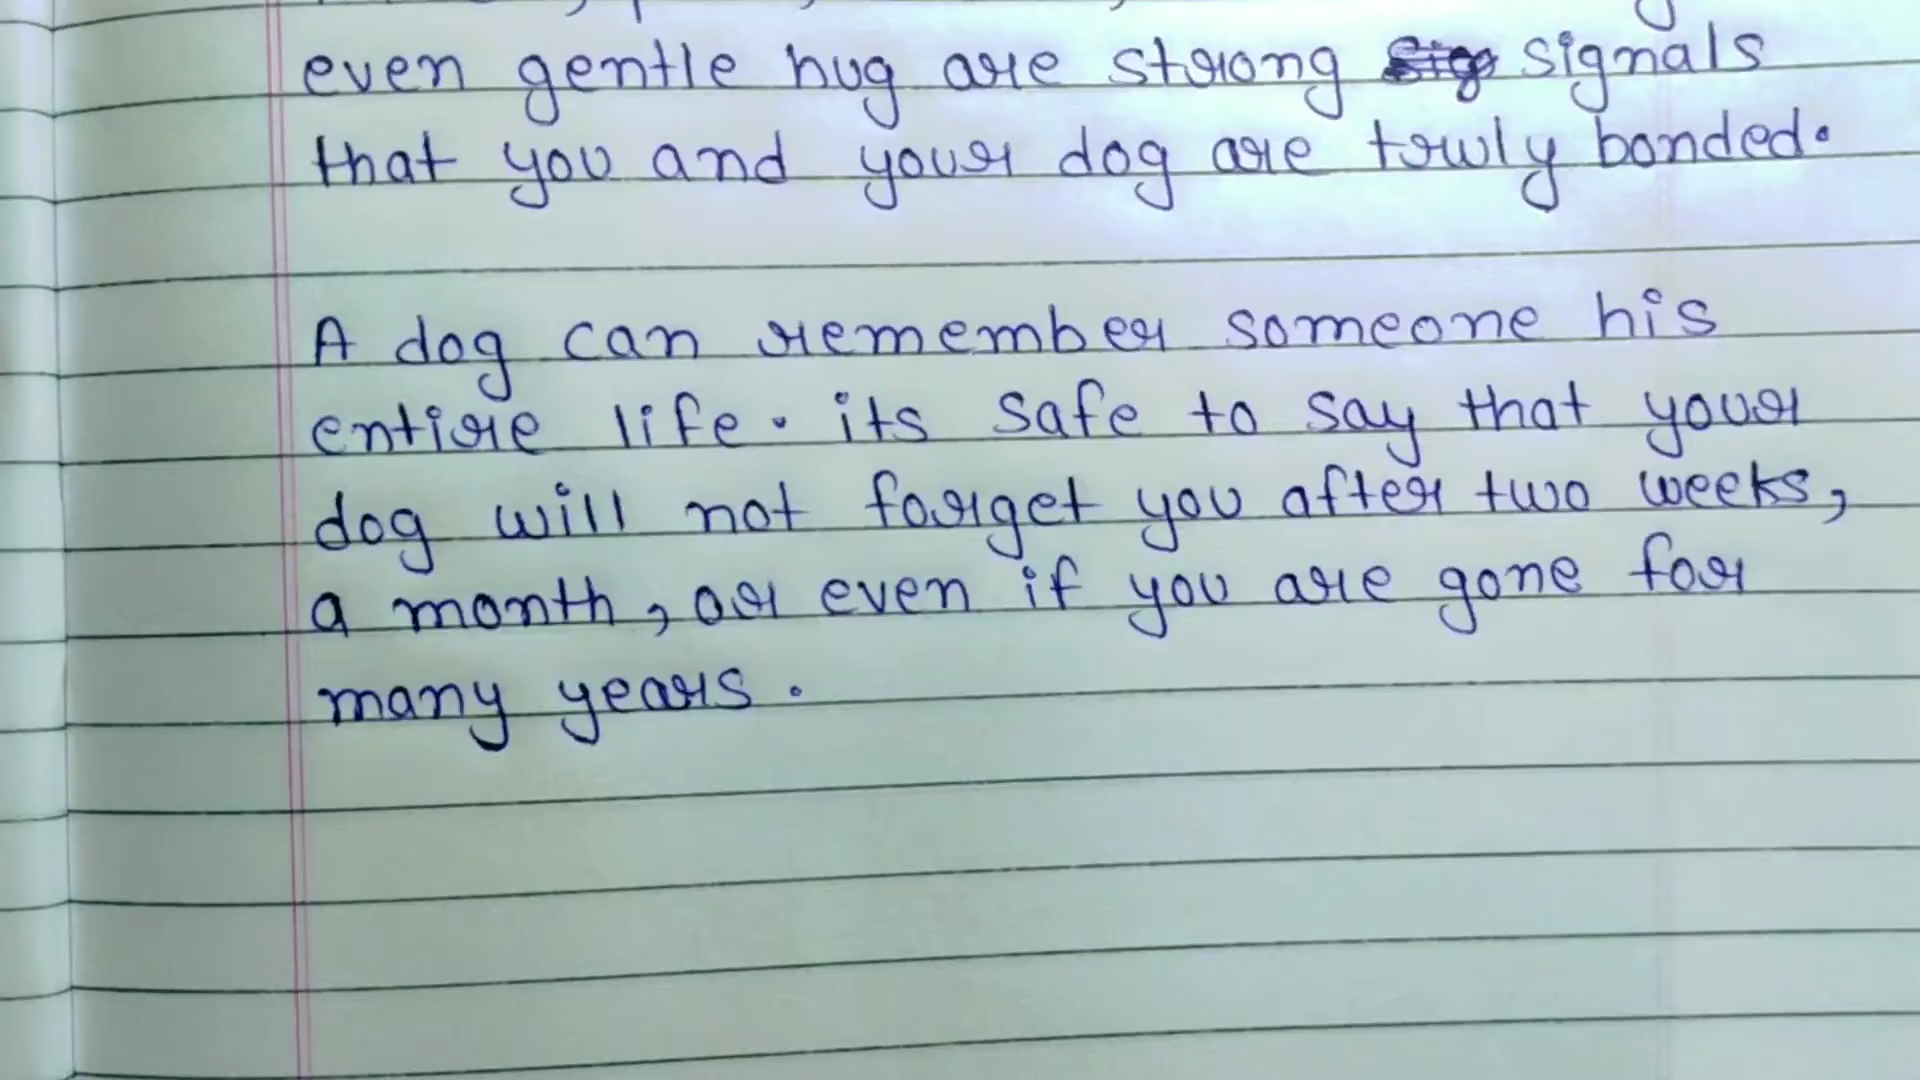 even gentle hug are strong signals
that you and your dog are truly bonded.
A dog can remember someone his
entire life. its safe to say that your
dog will not forget you after two weeks,
a month, or even if you are gone for
many years.